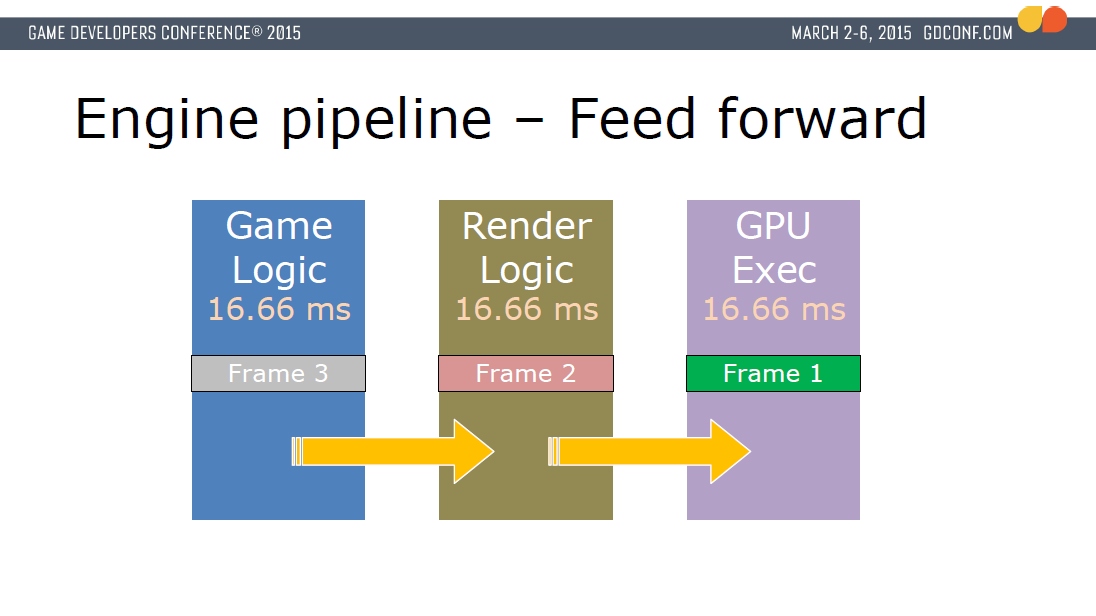 GAME DEVELOPERS CONFERENCE® 2015
MARCH 2-6, 2015 GDCONF.COM
Engine pipeline – Feed forward
Game
Logic
16.66 ms
Frame 3
Render
Logic
16.66 ms
Frame 2
GPU
Exec
16.66 ms
Frame 1